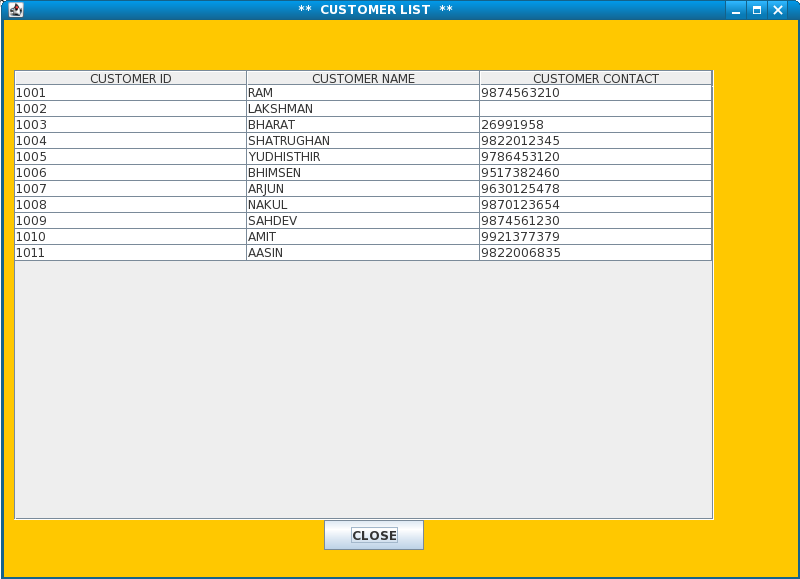 ** CUSTOMER LIST **
CUSTOMER ID CUSTOMER NAME CUSTOMER CONTACT
1001 RAM 9874563210
1002 LAKSHMAN
1003 BHARAT 26991958
1004 SHATRUGHAN 9822012345
1005 YUDHISTHIR 9786453120
1006 BHIMSEN 9517382460
1007 ARJUN 9630125478
1008 NAKUL 9870123654
1009 SAHDEV 9874561230
1010 AMIT 9921377379
1011 AASIN 9822006835
CLOSE